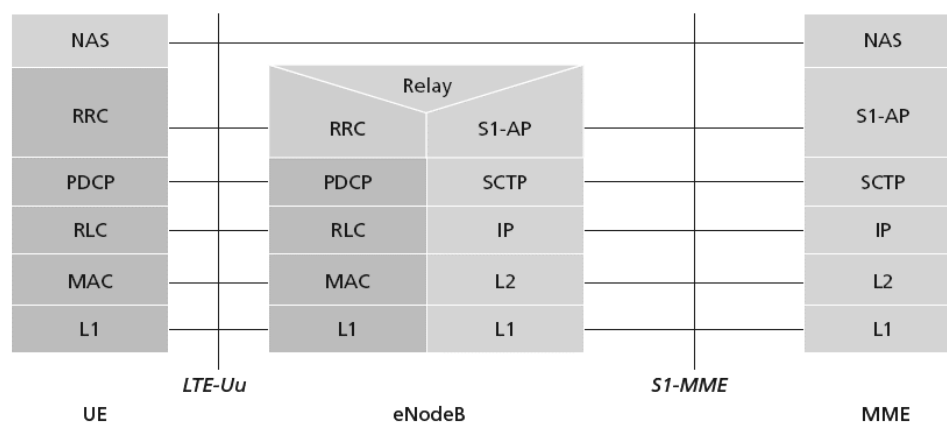 NAS NAS
Relay
RRC RRC S1-AP S1-AP
PDCP PDCP SCTP SCTP
RLC RLC IP IP
MAC MAC L2 L2
L1 L1 L1 L1
LTE-Uu S1-MME
UE eNodeB MME